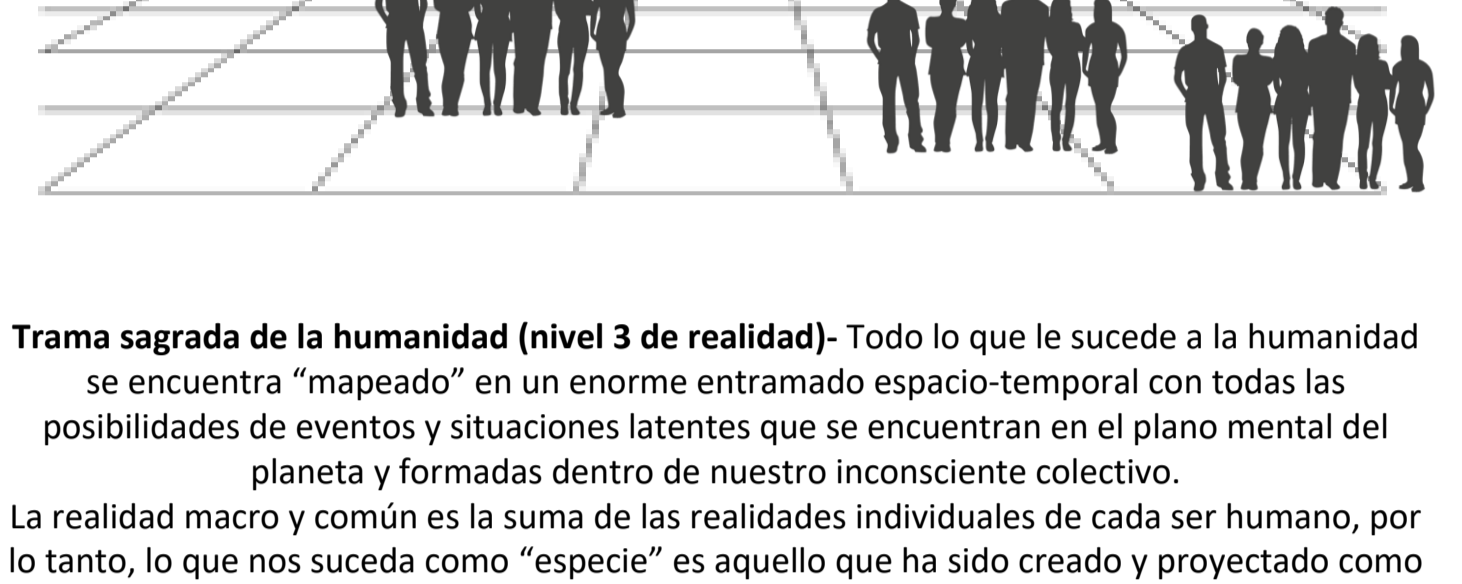 Trama sagrada de la humanidad (nivel 3 de realidad)- Todo lo que le sucede a la humanidad
se encuentra “mapeado” en un enorme entramado espacio-temporal con todas las
posibilidades de eventos y situaciones latentes que se encuentran en el plano mental del
planeta y formadas dentro de nuestro inconsciente colectivo.
La realidad macro y común es la suma de las realidades individuales de cada ser humano, por
lo tanto, lo que nos suceda como “especie” es aquello que ha sido creado y proyectado como